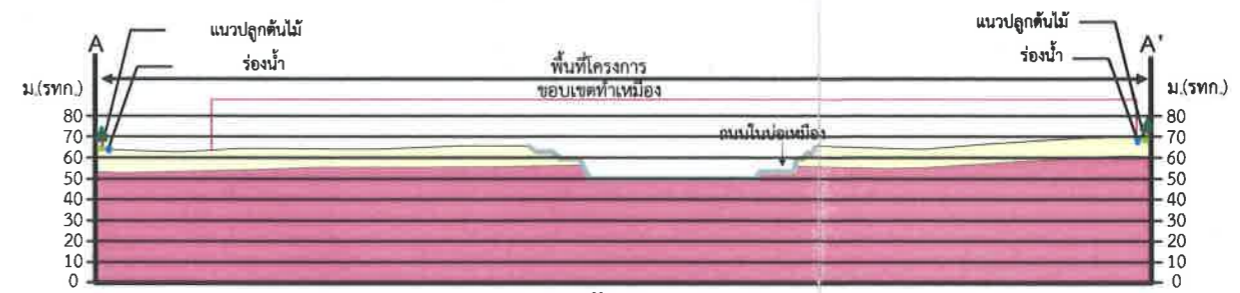 แนวปลูกต้นไม้
แนวปลูกต้นไม้
A
A'
ร่องน้ำ
ร่องน้ำ
พื้นที่โครงการ
ม.(รทก.)
ม.(รทก.)
ขอบเขตทำเหมือง
80
80
ถนนในบ่อเหมือง
70
70
60
60
50
50
40
40
30
30
20
20
10
10
0
0